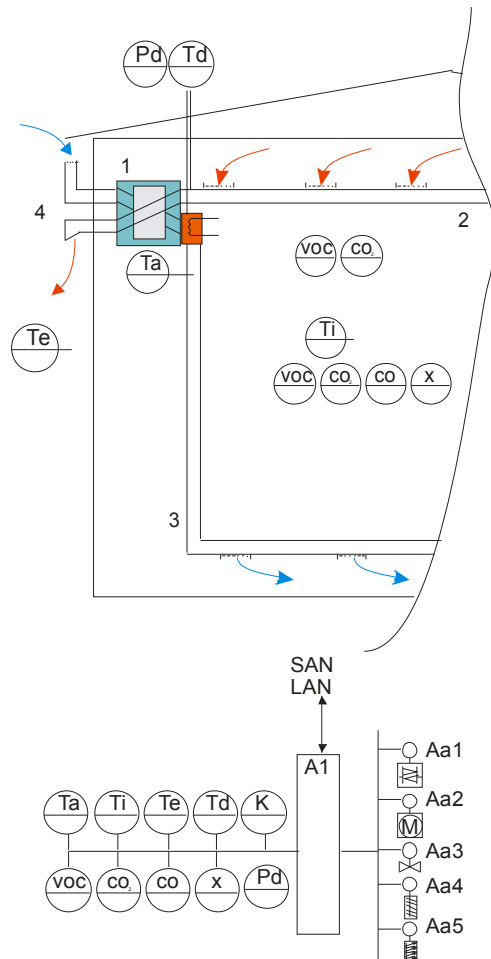 Pd Td
1
4
2
Ta
voc co₂
Te
Ti
voc co₂ co x
3
SAN
LAN
A1
Aa1
Ta Ti Te Td K
Aa2
M
Aa3
voc co₂ co x Pd
Aa4
Aa5